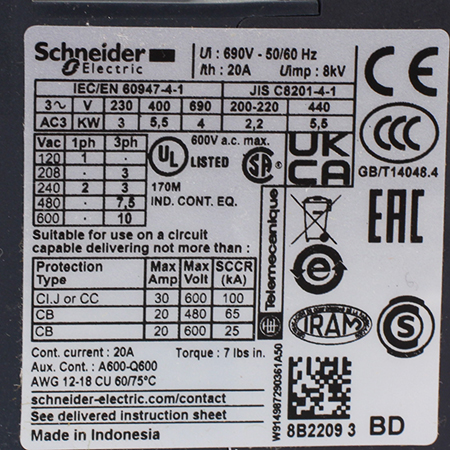 Schneider Electric
Ui : 690V - 50/60 Hz
Ith : 20A Uimp : 8kV
IEC/EN 60947-4-1 JIS C8201-4-1
3~ V 230 400 690 200-220 440
AC3 KW 3 5,5 4 2,2 5,5
Vac 1ph 3ph
120 1 -
208 - 3
240 2 3
480 - 7,5
600 - 10
600V a.c. max.
UL LISTED
170M
IND. CONT. EQ.
CE
UK CA
CCC
GB/T14048.4
EAC
Suitable for use on a circuit
capable delivering not more than :
Protection Type Max Amp Max Volt SCCR (kA)
Cl.J or CC 30 600 100
CB 20 480 65
CB 20 600 25
Cont. current : 20A Torque : 7 lbs in.
Aux. Cont. : A600-Q600
AWG 12-18 CU 60/75°C
schneider-electric.com/contact
See delivered instruction sheet
Made in Indonesia
Telemecanique
W914987290361A50
IRAM
S
8B2209 3 BD